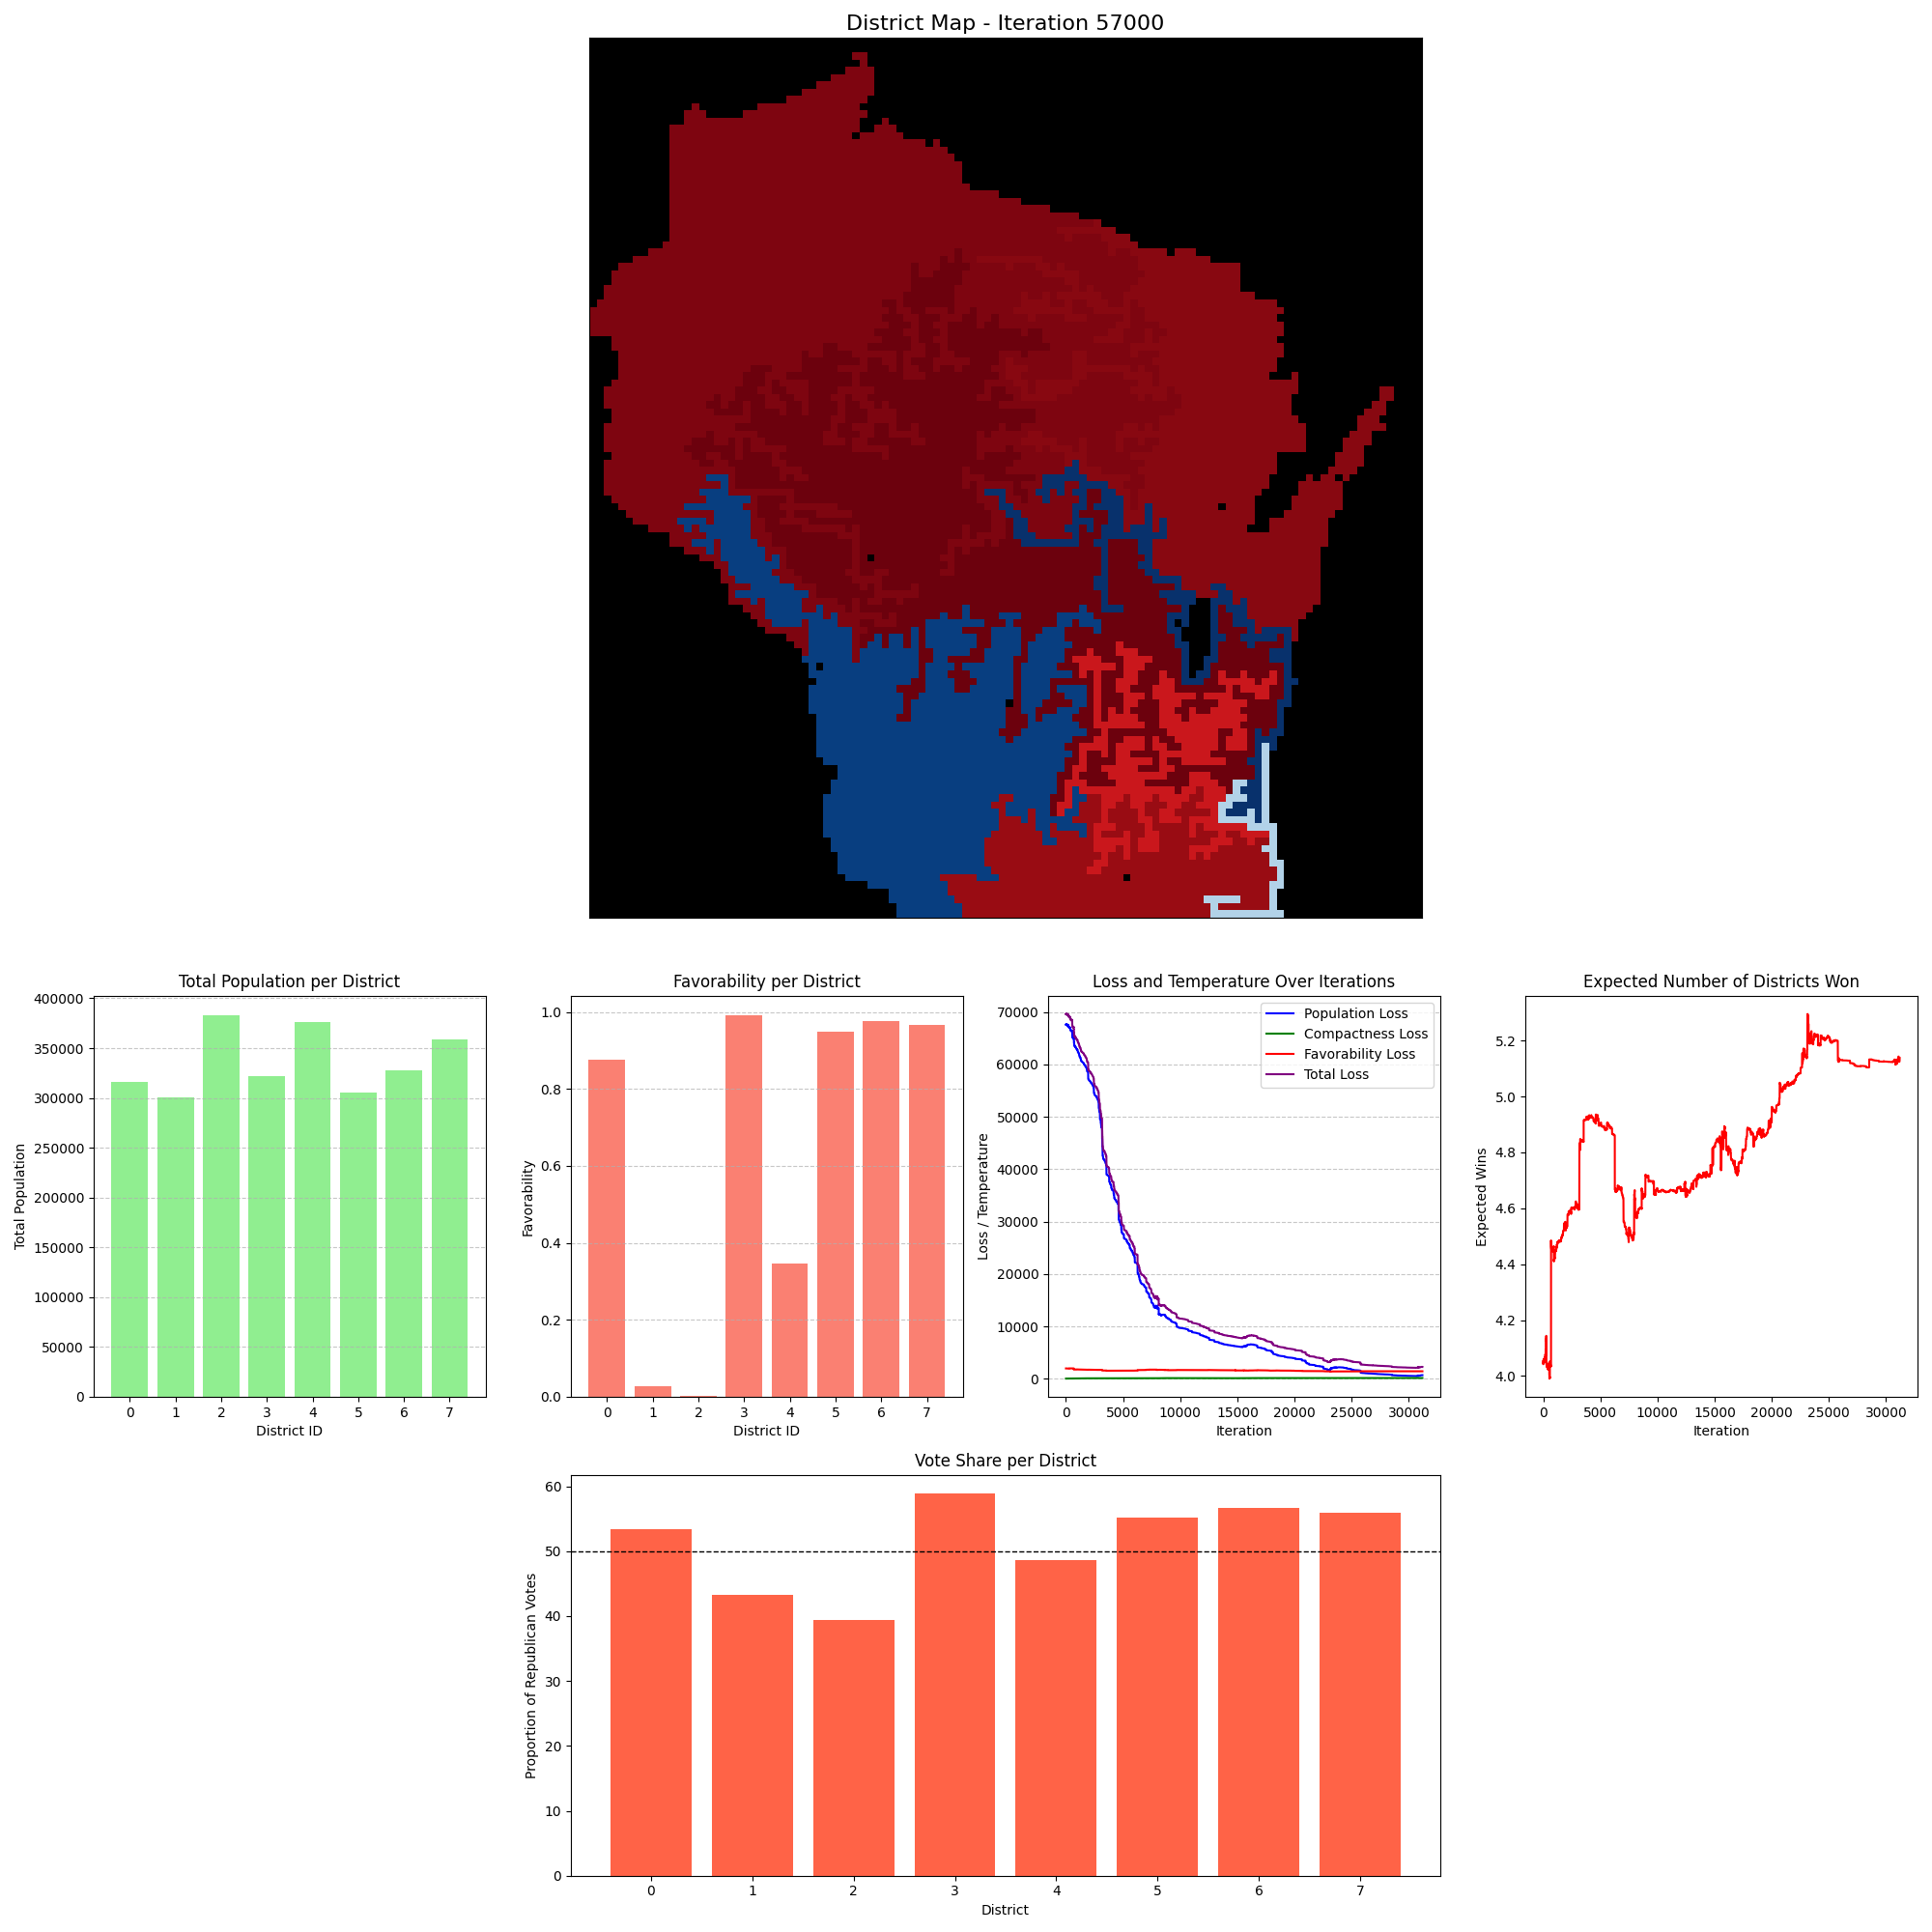 District Map - Iteration 57000
Total Population per District
400000
350000
300000
250000
200000
150000
100000
50000
0
Total Population
0 1 2 3 4 5 6 7
District ID
Favorability per District
1.0
0.8
0.6
0.4
0.2
0.0
Favorability
0 1 2 3 4 5 6 7
District ID
Loss and Temperature Over Iterations
70000
60000
50000
40000
30000
20000
10000
0
Loss / Temperature
Population Loss
Compactness Loss
Favorability Loss
Total Loss
0 5000 10000 15000 20000 25000 30000
Iteration
Expected Number of Districts Won
5.2
5.0
4.8
4.6
4.4
4.2
4.0
Expected Wins
0 5000 10000 15000 20000 25000 30000
Iteration
Vote Share per District
60
50
40
30
20
10
0
Proportion of Republican Votes
0 1 2 3 4 5 6 7
District